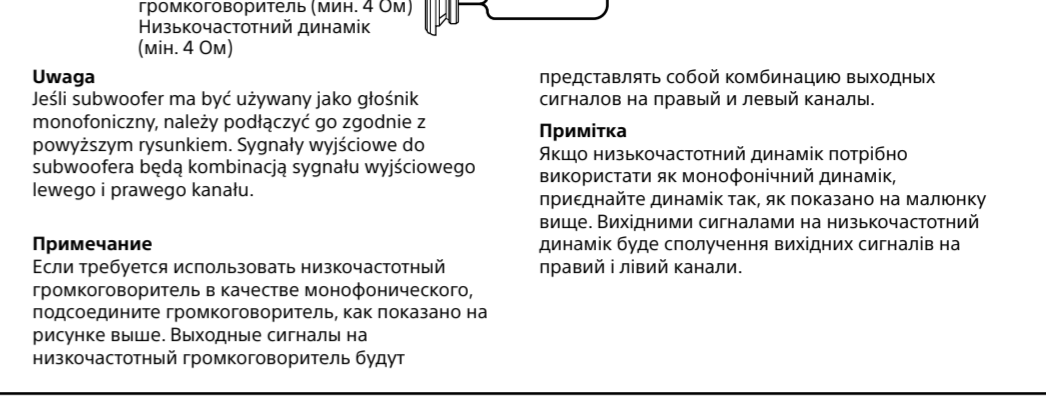 громкоговоритель (мин. 4 Ом)
Низькочастотний динамік
(мін. 4 Ом)
Uwaga
Jeśli subwoofer ma być używany jako głośnik
monofoniczny, należy podłączyć go zgodnie z
powyższym rysunkiem. Sygnały wyjściowe do
subwoofera będą kombinacją sygnału wyjściowego
lewego i prawego kanału.
Примечание
Если требуется использовать низкочастотный
громкоговоритель в качестве монофонического,
подсоедините громкоговоритель, как показано на
рисунке выше. Выходные сигналы на
низкочастотный громкоговоритель будут
представлять собой комбинацию выходных
сигналов на правый и левый каналы.
Примітка
Якщо низькочастотний динамік потрібно
використати як монофонічний динамік,
приєднайте динамік так, як показано на малюнку
вище. Вихідними сигналами на низькочастотний
динамік буде сполучення вихідних сигналів на
правий і лівий канали.